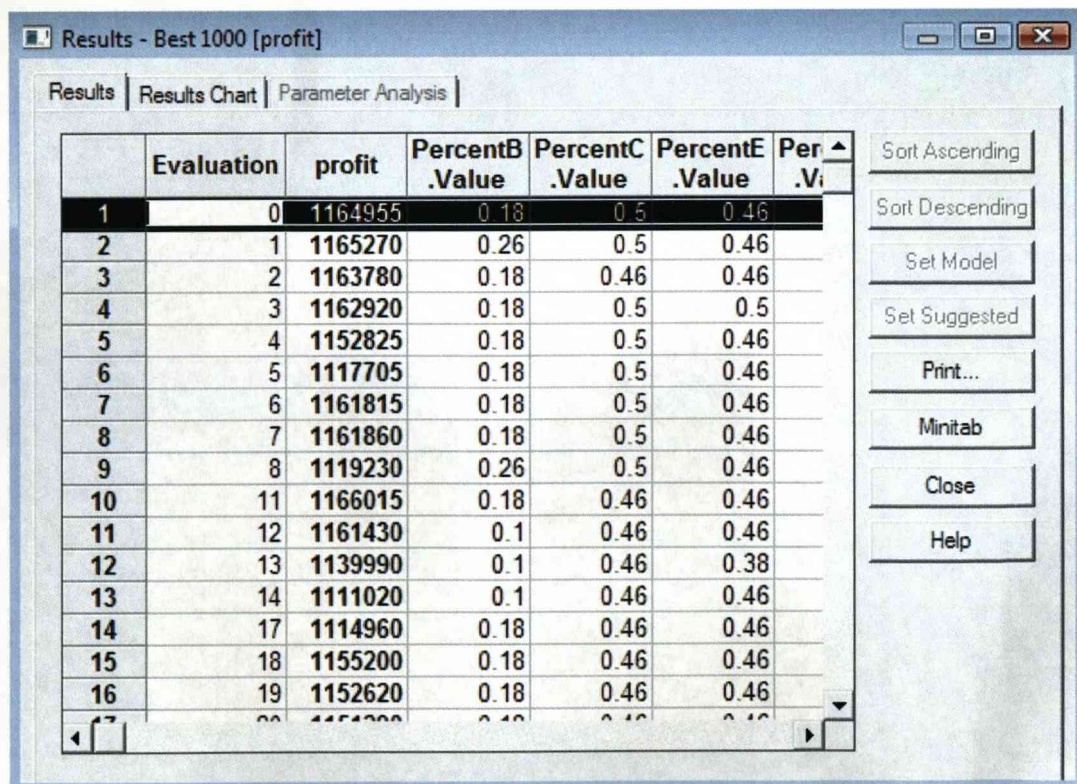 Results - Best 1000 [profit]
Results Results Chart Parameter Analysis
Evaluation profit PercentB .Value PercentC .Value PercentE .Value
1 0 1164955 0.18 0.5 0.46
2 1 1165270 0.26 0.5 0.46
3 2 1163780 0.18 0.46 0.46
4 3 1162920 0.18 0.5 0.5
5 4 1152825 0.18 0.5 0.46
6 5 1117705 0.18 0.5 0.46
7 6 1161815 0.18 0.5 0.46
8 7 1161860 0.18 0.5 0.46
9 8 1119230 0.26 0.5 0.46
10 11 1166015 0.18 0.46 0.46
11 12 1161430 0.1 0.46 0.46
12 13 1139990 0.1 0.46 0.38
13 14 1111020 0.1 0.46 0.46
14 17 1114960 0.18 0.46 0.46
15 18 1155200 0.18 0.46 0.46
16 19 1152620 0.18 0.46 0.46
Sort Ascending
Sort Descending
Set Model
Set Suggested
Print...
Minitab
Close
Help